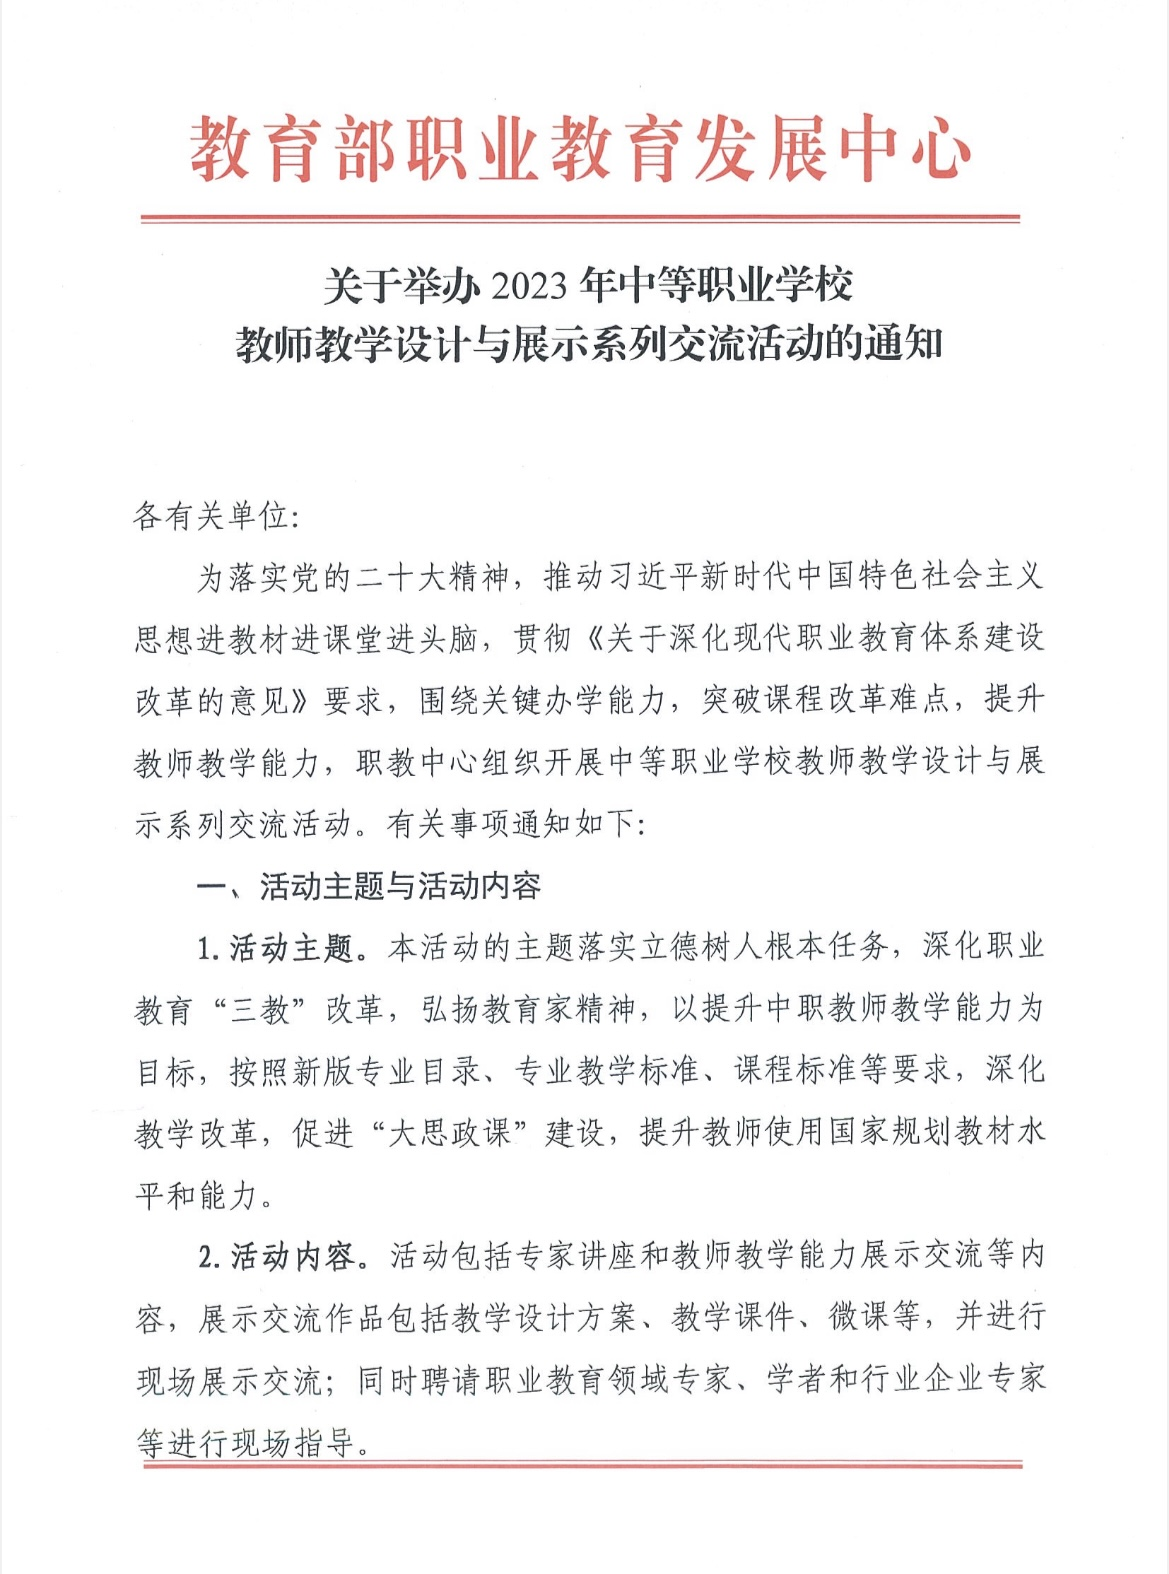 教育部职业教育发展中心
关于举办 2023 年中等职业学校
教师教学设计与展示系列交流活动的通知
各有关单位：
为落实党的二十大精神，推动习近平新时代中国特色社会主义
思想进教材进课堂进头脑，贯彻《关于深化现代职业教育体系建设
改革的意见》要求，围绕关键办学能力，突破课程改革难点，提升
教师教学能力，职教中心组织开展中等职业学校教师教学设计与展
示系列交流活动。有关事项通知如下：
一、活动主题与活动内容
1. 活动主题。本活动的主题落实立德树人根本任务，深化职业
教育“三教”改革，弘扬教育家精神，以提升中职教师教学能力为
目标，按照新版专业目录、专业教学标准、课程标准等要求，深化
教学改革，促进“大思政课”建设，提升教师使用国家规划教材水
平和能力。
2. 活动内容。活动包括专家讲座和教师教学能力展示交流等内
容，展示交流作品包括教学设计方案、教学课件、微课等，并进行
现场展示交流；同时聘请职业教育领域专家、学者和行业企业专家
等进行现场指导。